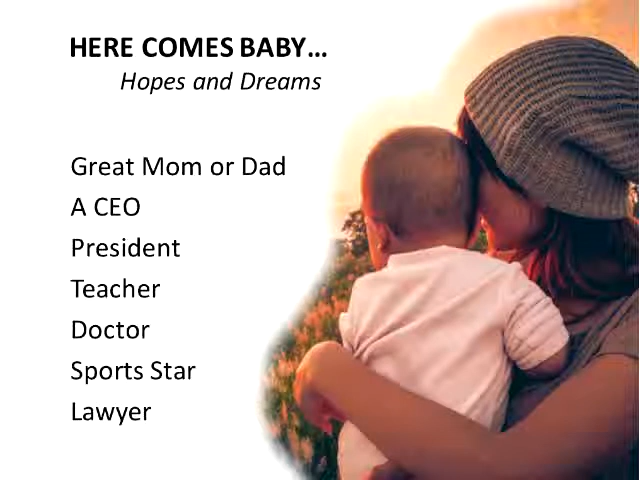 HERE COMES BABY…
Hopes and Dreams
Great Mom or Dad
A CEO
President
Teacher
Doctor
Sports Star
Lawyer